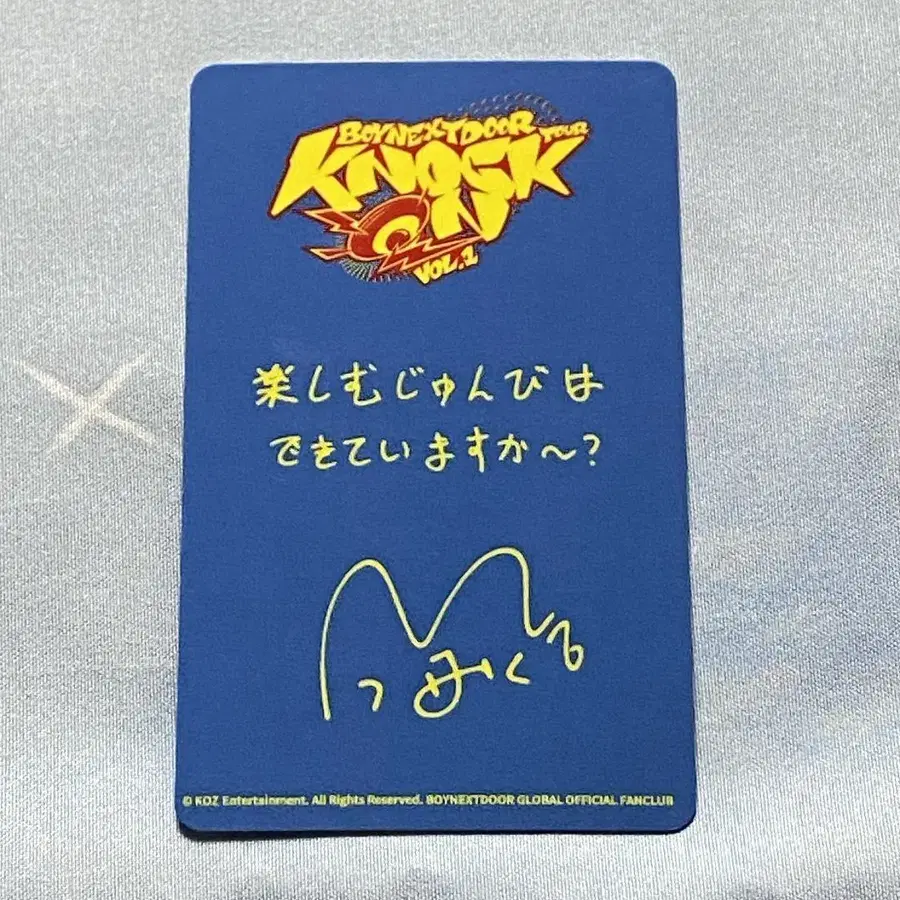 BOYNEXTDOOR TOUR
KNOCK
ON
VOL.1
楽しむじゅんびは
できていますか〜?
© KOZ Entertainment. All Rights Reserved. BOYNEXTDOOR GLOBAL OFFICIAL FANCLUB